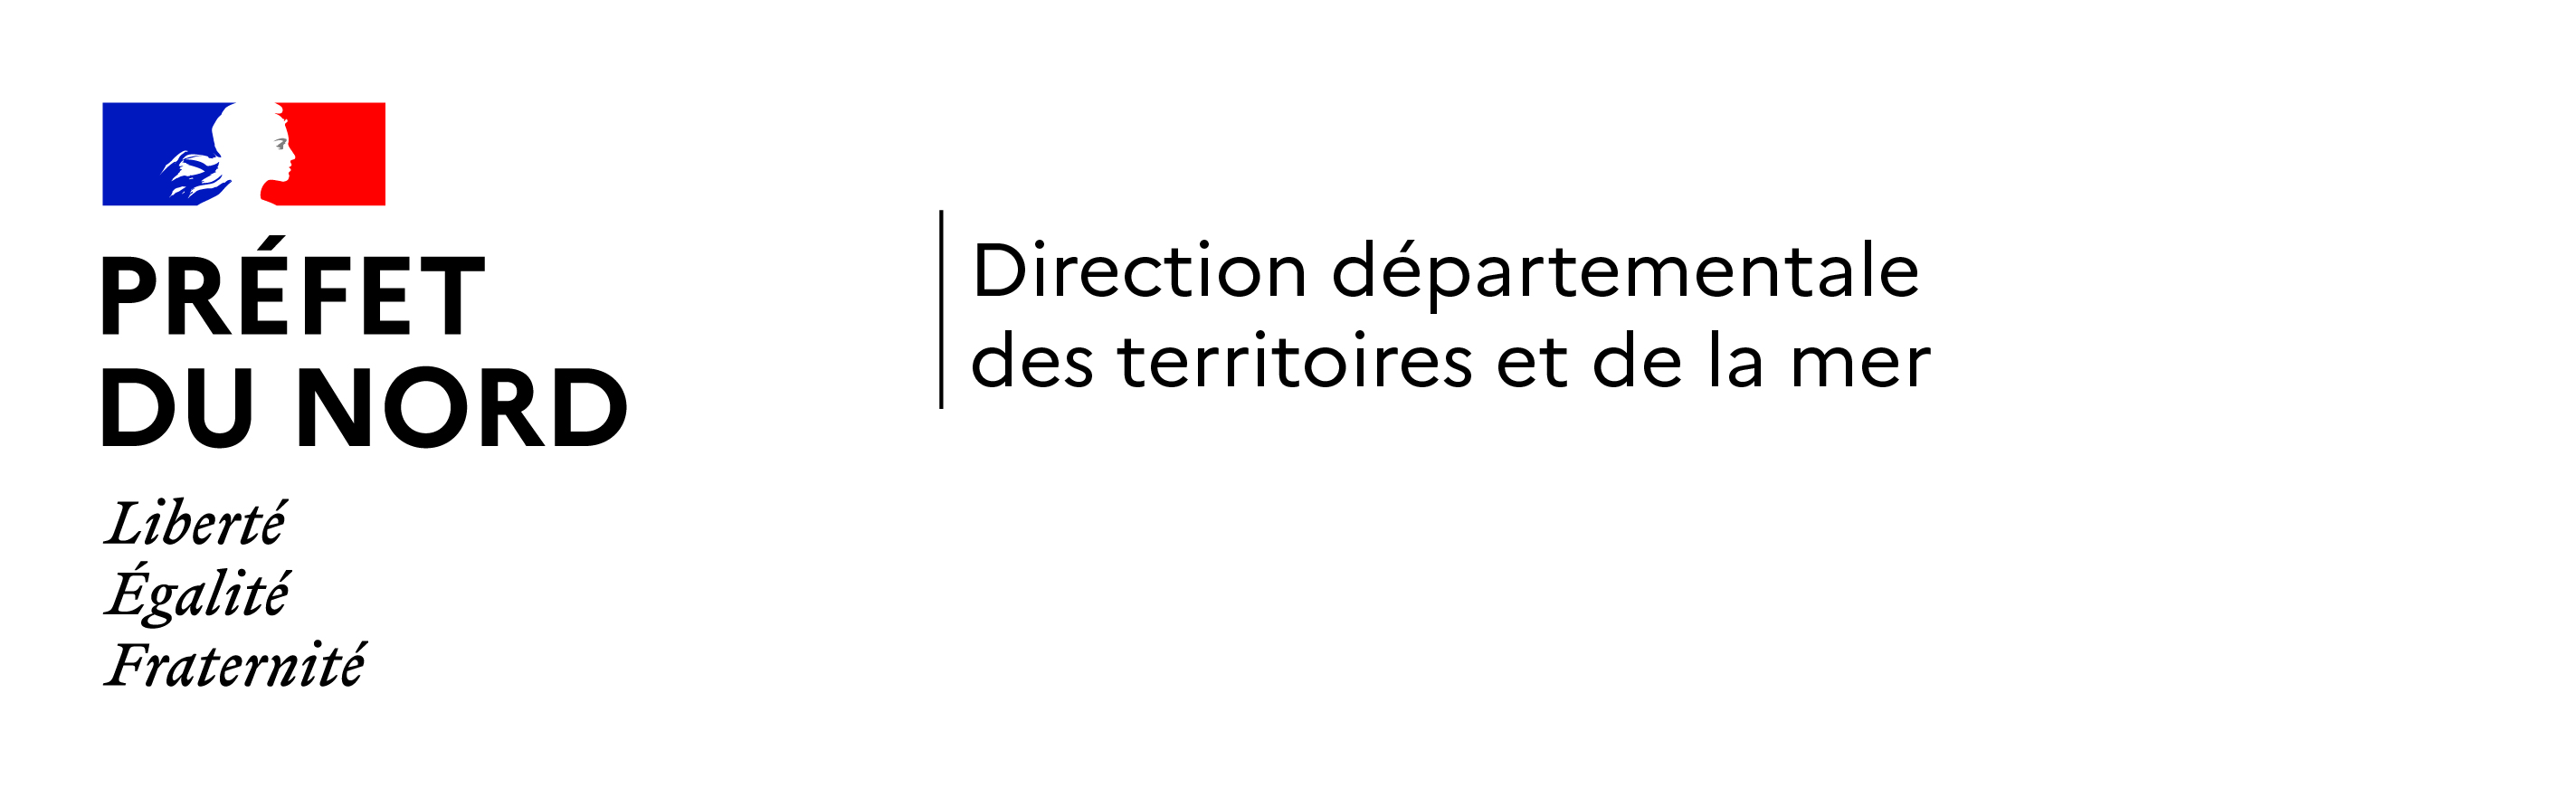 PRÉFET
DU NORD
Liberté
Égalité
Fraternité
Direction départementale
des territoires et de la mer